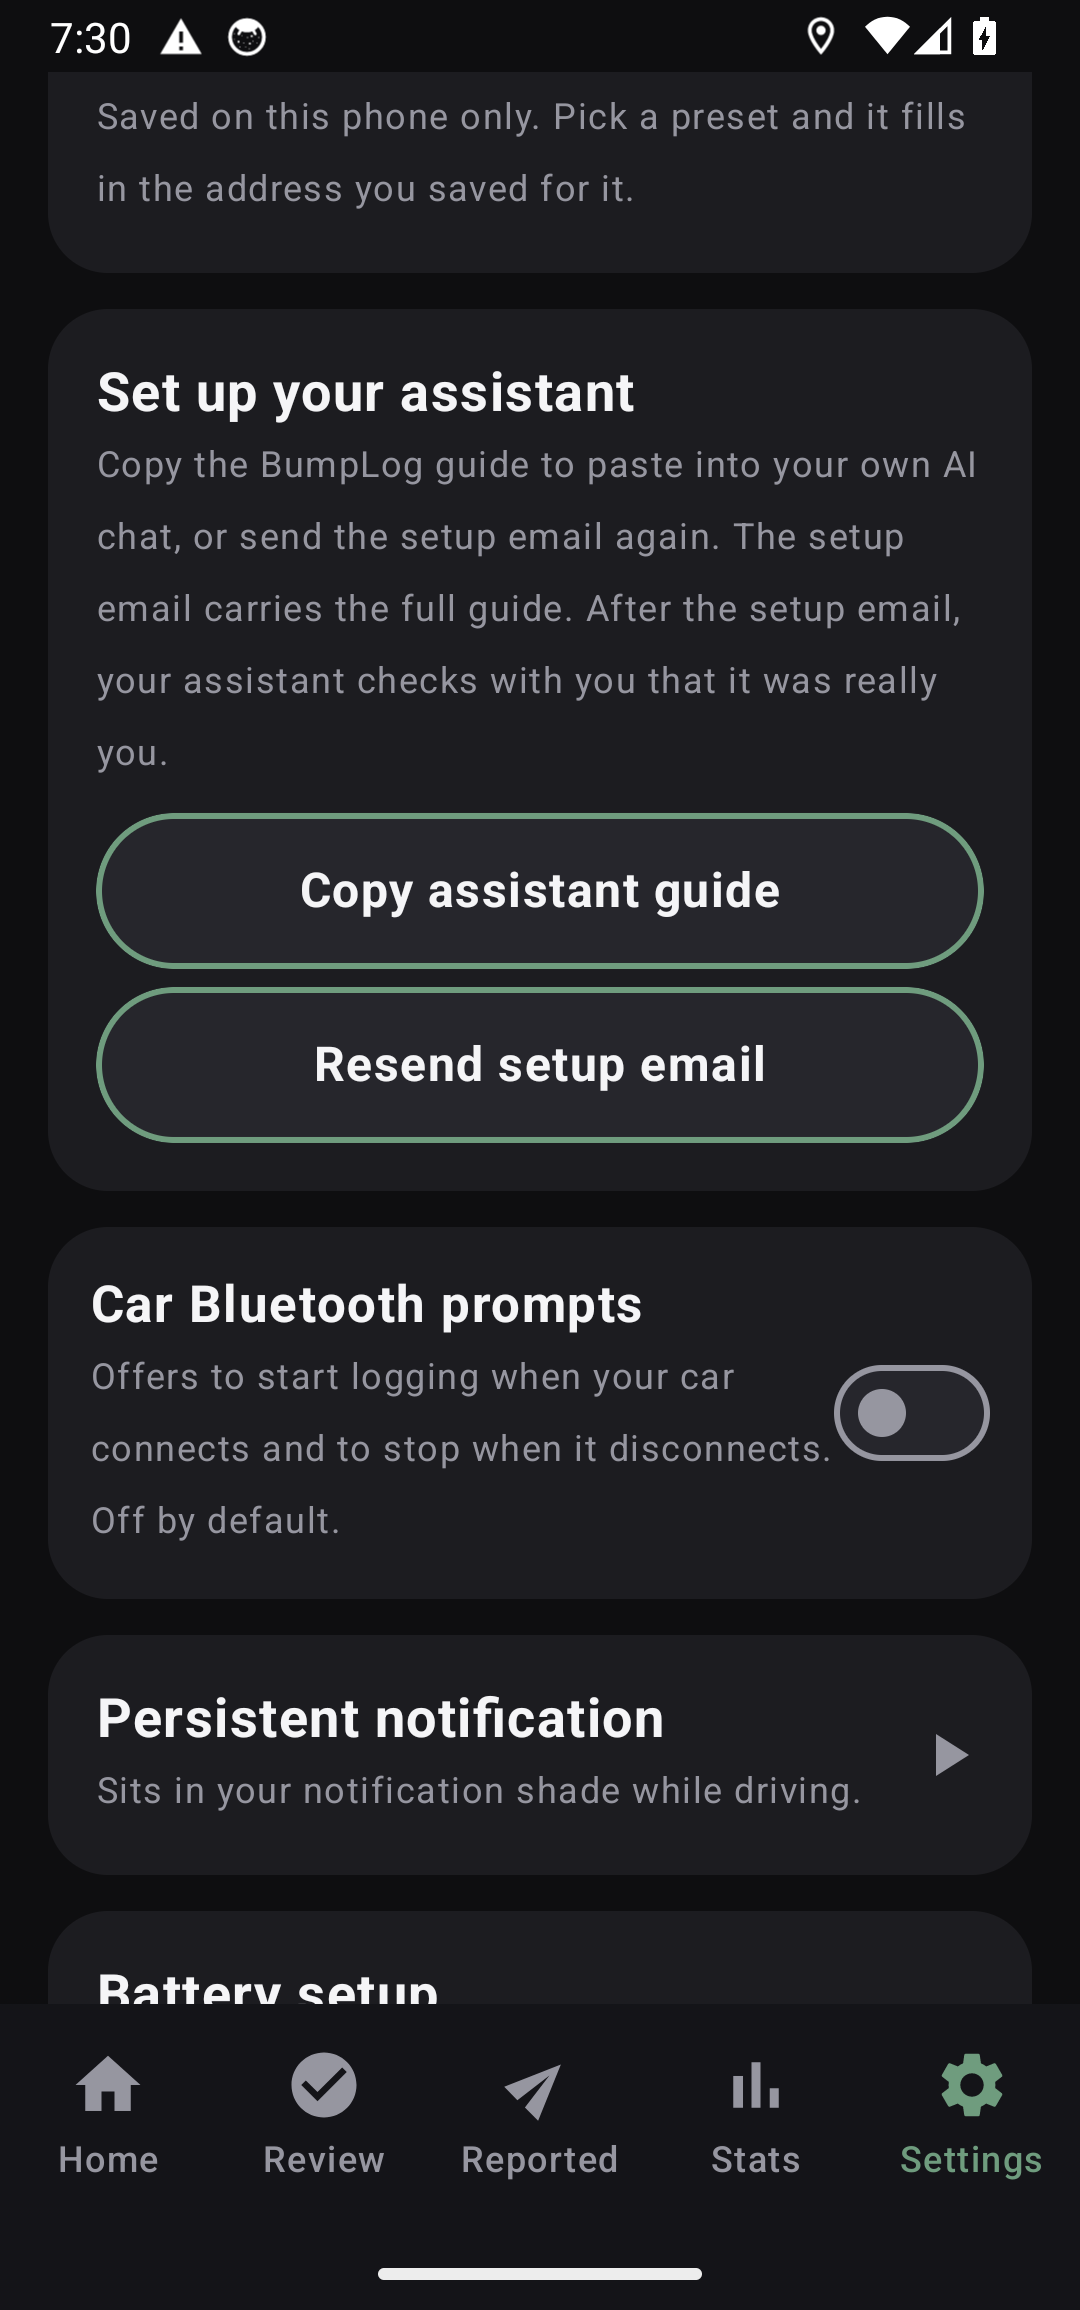 7:30
Saved on this phone only. Pick a preset and it fills
in the address you saved for it.
Set up your assistant
Copy the BumpLog guide to paste into your own AI
chat, or send the setup email again. The setup
email carries the full guide. After the setup email,
your assistant checks with you that it was really
you.
Copy assistant guide
Resend setup email
Car Bluetooth prompts
Offers to start logging when your car
connects and to stop when it disconnects.
Off by default.
Persistent notification
Sits in your notification shade while driving.
Battery setup
Home
Review
Reported
Stats
Settings